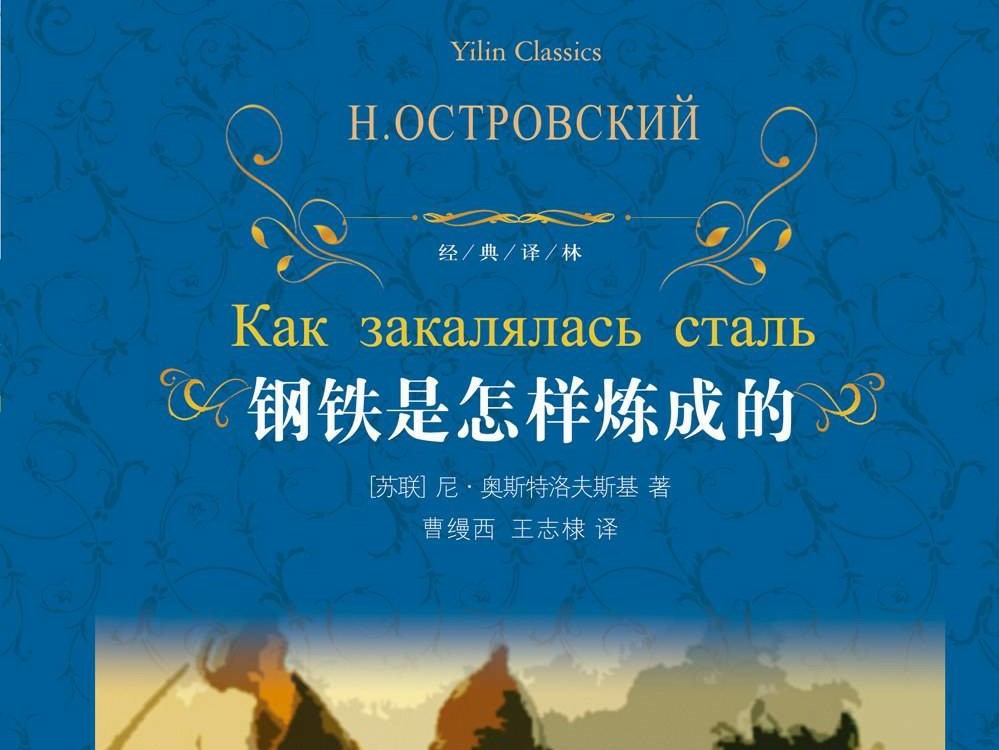 Yilin Classics
Н.ОСТРОВСКИЙ
经/典/译/林
Как закалялась сталь
钢铁是怎样炼成的
[苏联] 尼·奥斯特洛夫斯基 著
曹缦西 王志棣 译